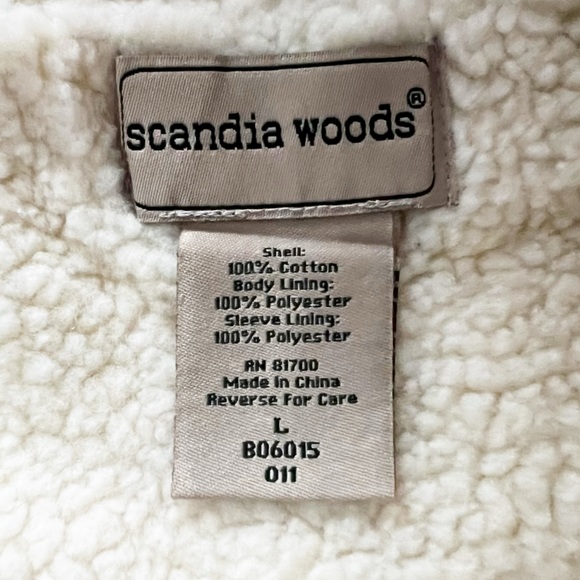 scandia woods®
Shell:
100% Cotton
Body Lining:
100% Polyester
Sleeve Lining:
100% Polyester
RN 81700
Made In China
Reverse For Care
L
B06015
011